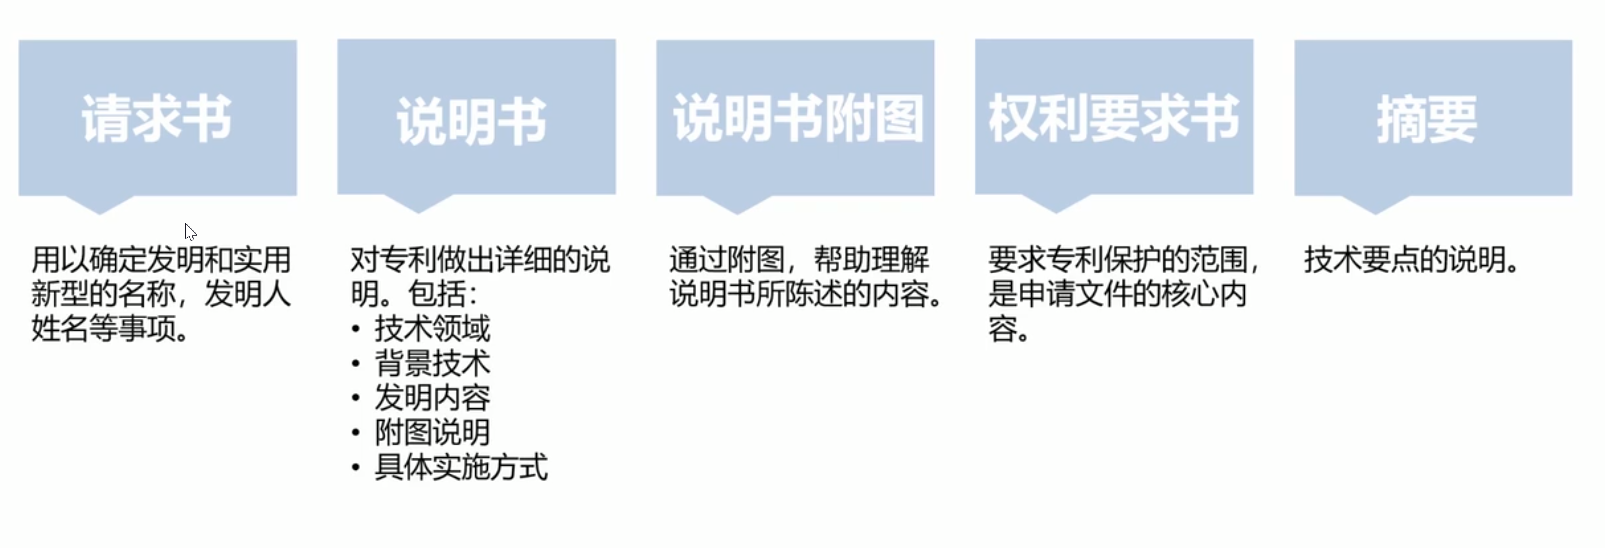 请求书
用以确定发明和实用
新型的名称，发明人
姓名等事项。
说明书
对专利做出详细的说
明。包括：
• 技术领域
• 背景技术
• 发明内容
• 附图说明
• 具体实施方式
说明书附图
通过附图，帮助理解
说明书所陈述的内容。
权利要求书
要求专利保护的范围，
是申请文件的核心内
容。
摘要
技术要点的说明。